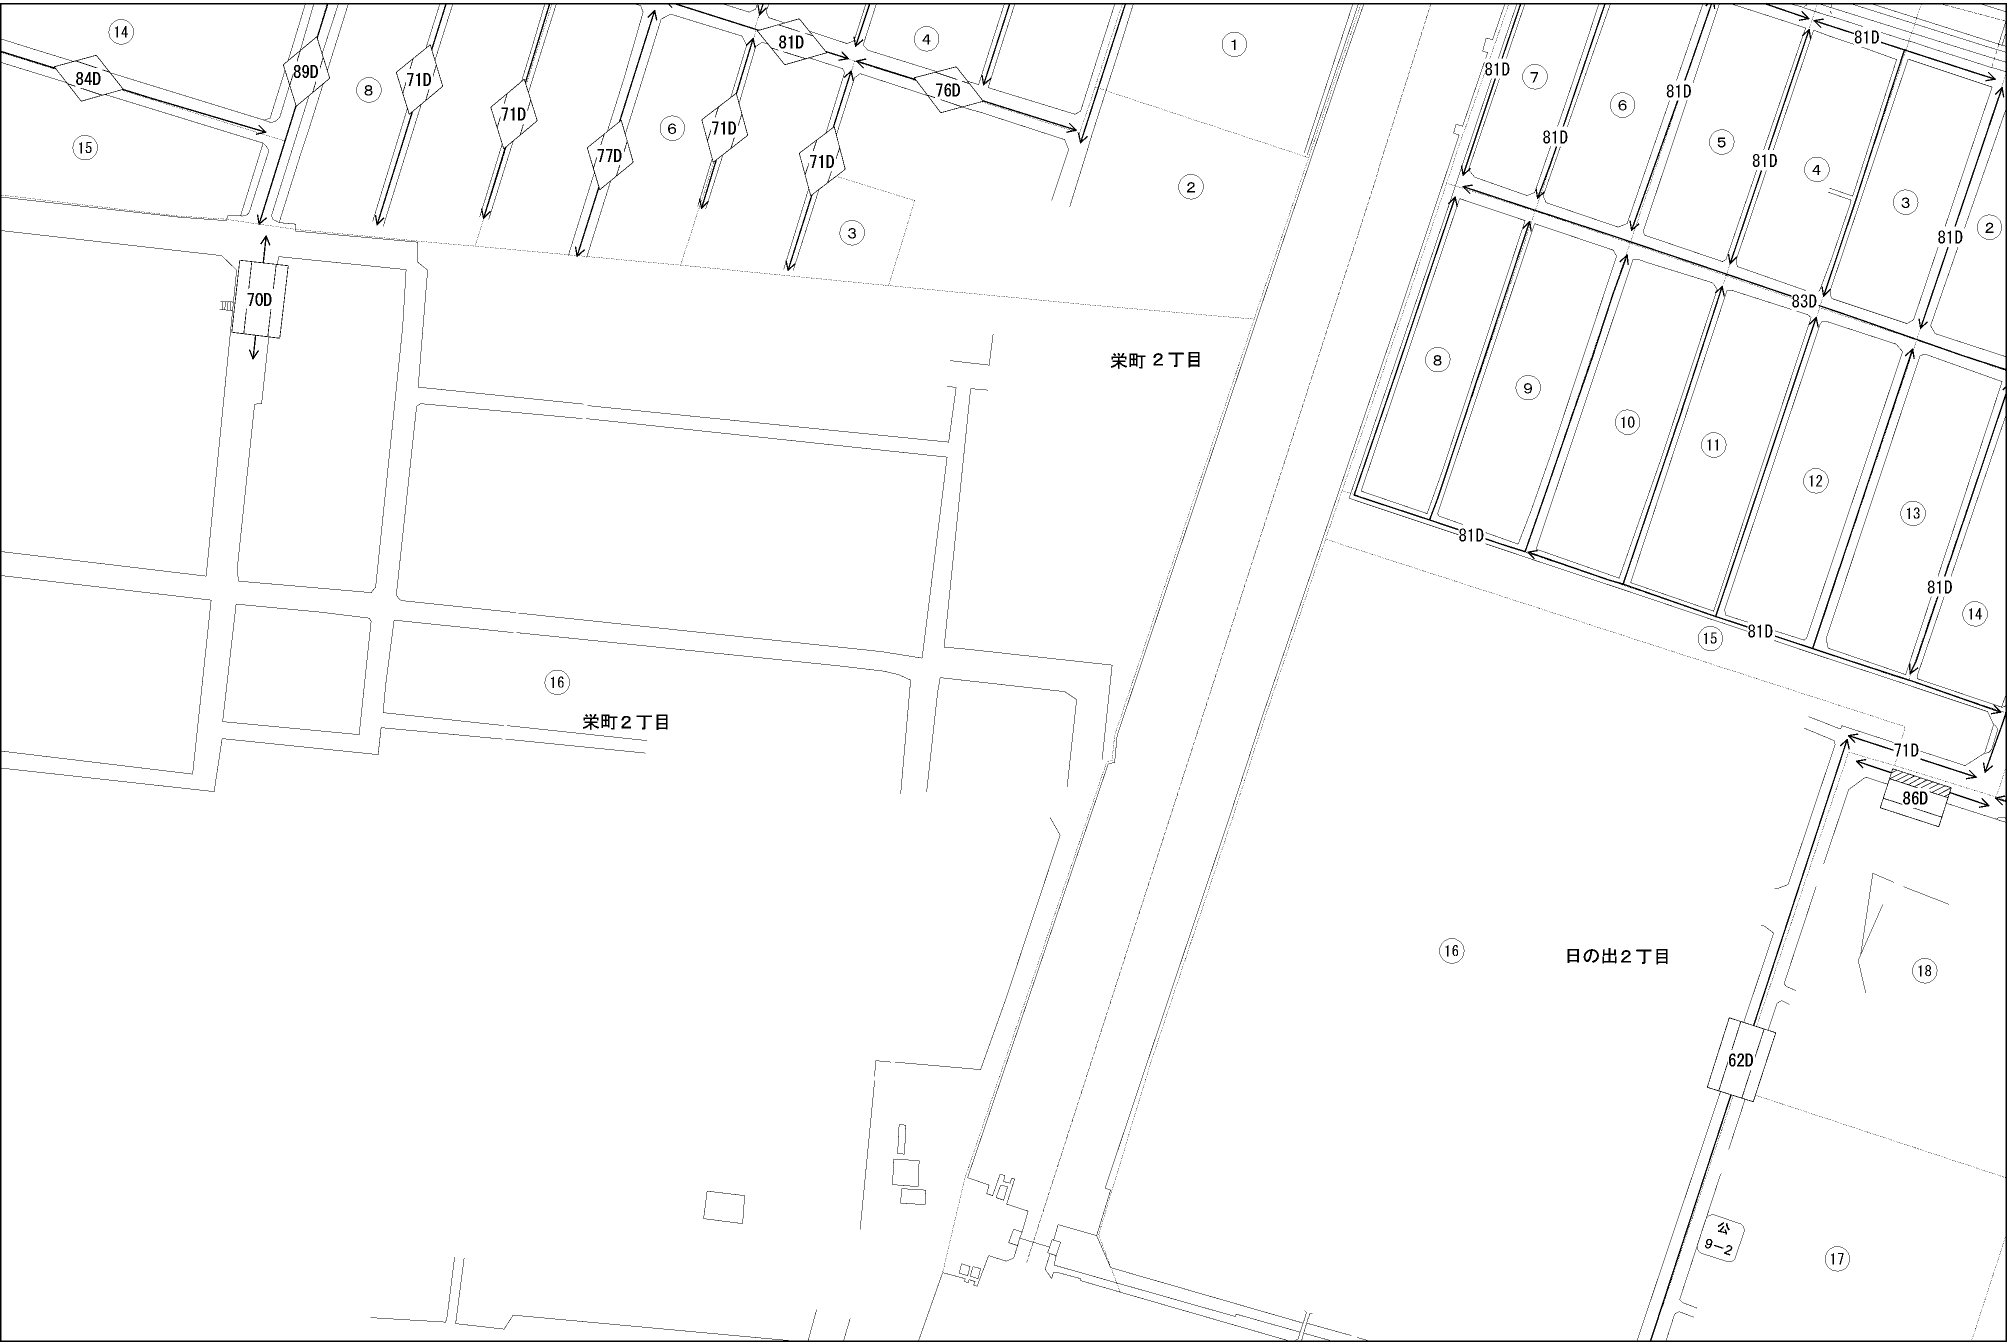 ⑭
④
①
81D
84D
89D
⑧
71D
81D
76D
81D
⑦
⑥
81D
71D
⑥
71D
81D
⑤
⑮
77D
71D
81D
④
②
③
③
81D
②
70D
83D
栄町２丁目
⑧
⑨
⑩
⑪
⑫
⑬
81D
81D
⑭
81D
⑮
⑯
栄町２丁目
71D
86D
⑯
日の出２丁目
⑱
62D
公
9-2
⑰